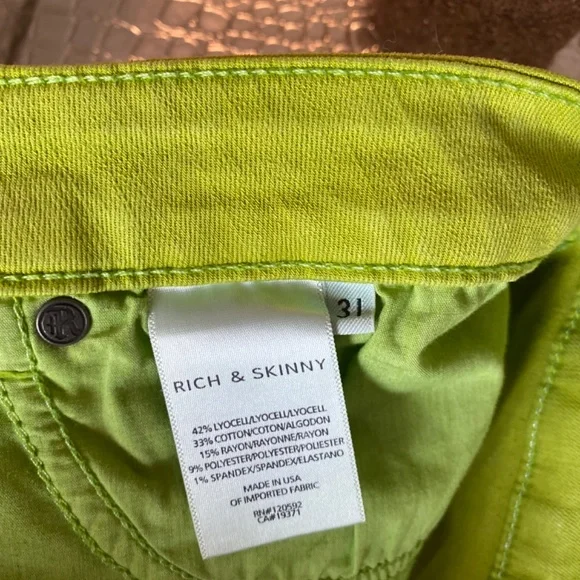 31
RICH & SKINNY
42% LYOCELL/LYOCELL/LYOCELL
33% COTTON/COTON/ALGODON
15% RAYON/RAYONNE/RAYON
9% POLYESTER/POLYESTER/POLIESTER
1% SPANDEX/SPANDEX/ELASTANO
MADE IN USA
OF IMPORTED FABRIC
RN#120502
CA#19371